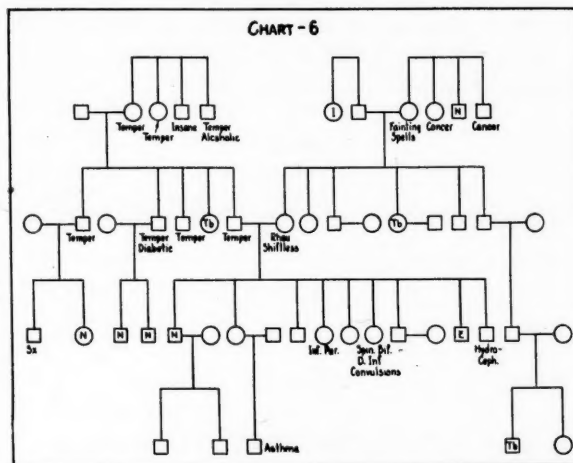 CHART - 6
I
N
Temper
Temper
Insane
Temper
Alcoholic
Fainting
Spells
Cancer
Cancer
Tb
Tb
Temper
Temper
Diabetic
Temper
Temper
Rheu
Shiftless
N
N
N
N
E
Sx
Inf. Par.
Spin. Bif.
D. Inf
Convulsions
Hydro-
Ceph.
Asthma
Tb